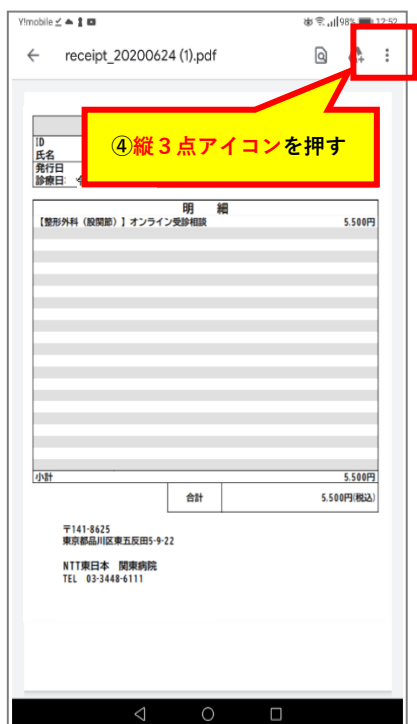 Y!mobile 98% 12:52
receipt_20200624 (1).pdf
④縦３点アイコンを押す
ID
氏名
発行日
診療日:
明 細
【整形外科（股関節）】オンライン受診相談 5.500円
小計 5.500円
合計 5.500円(税込)
〒141-8625
東京都品川区東五反田5-9-22
NTT東日本 関東病院
TEL 03-3448-6111